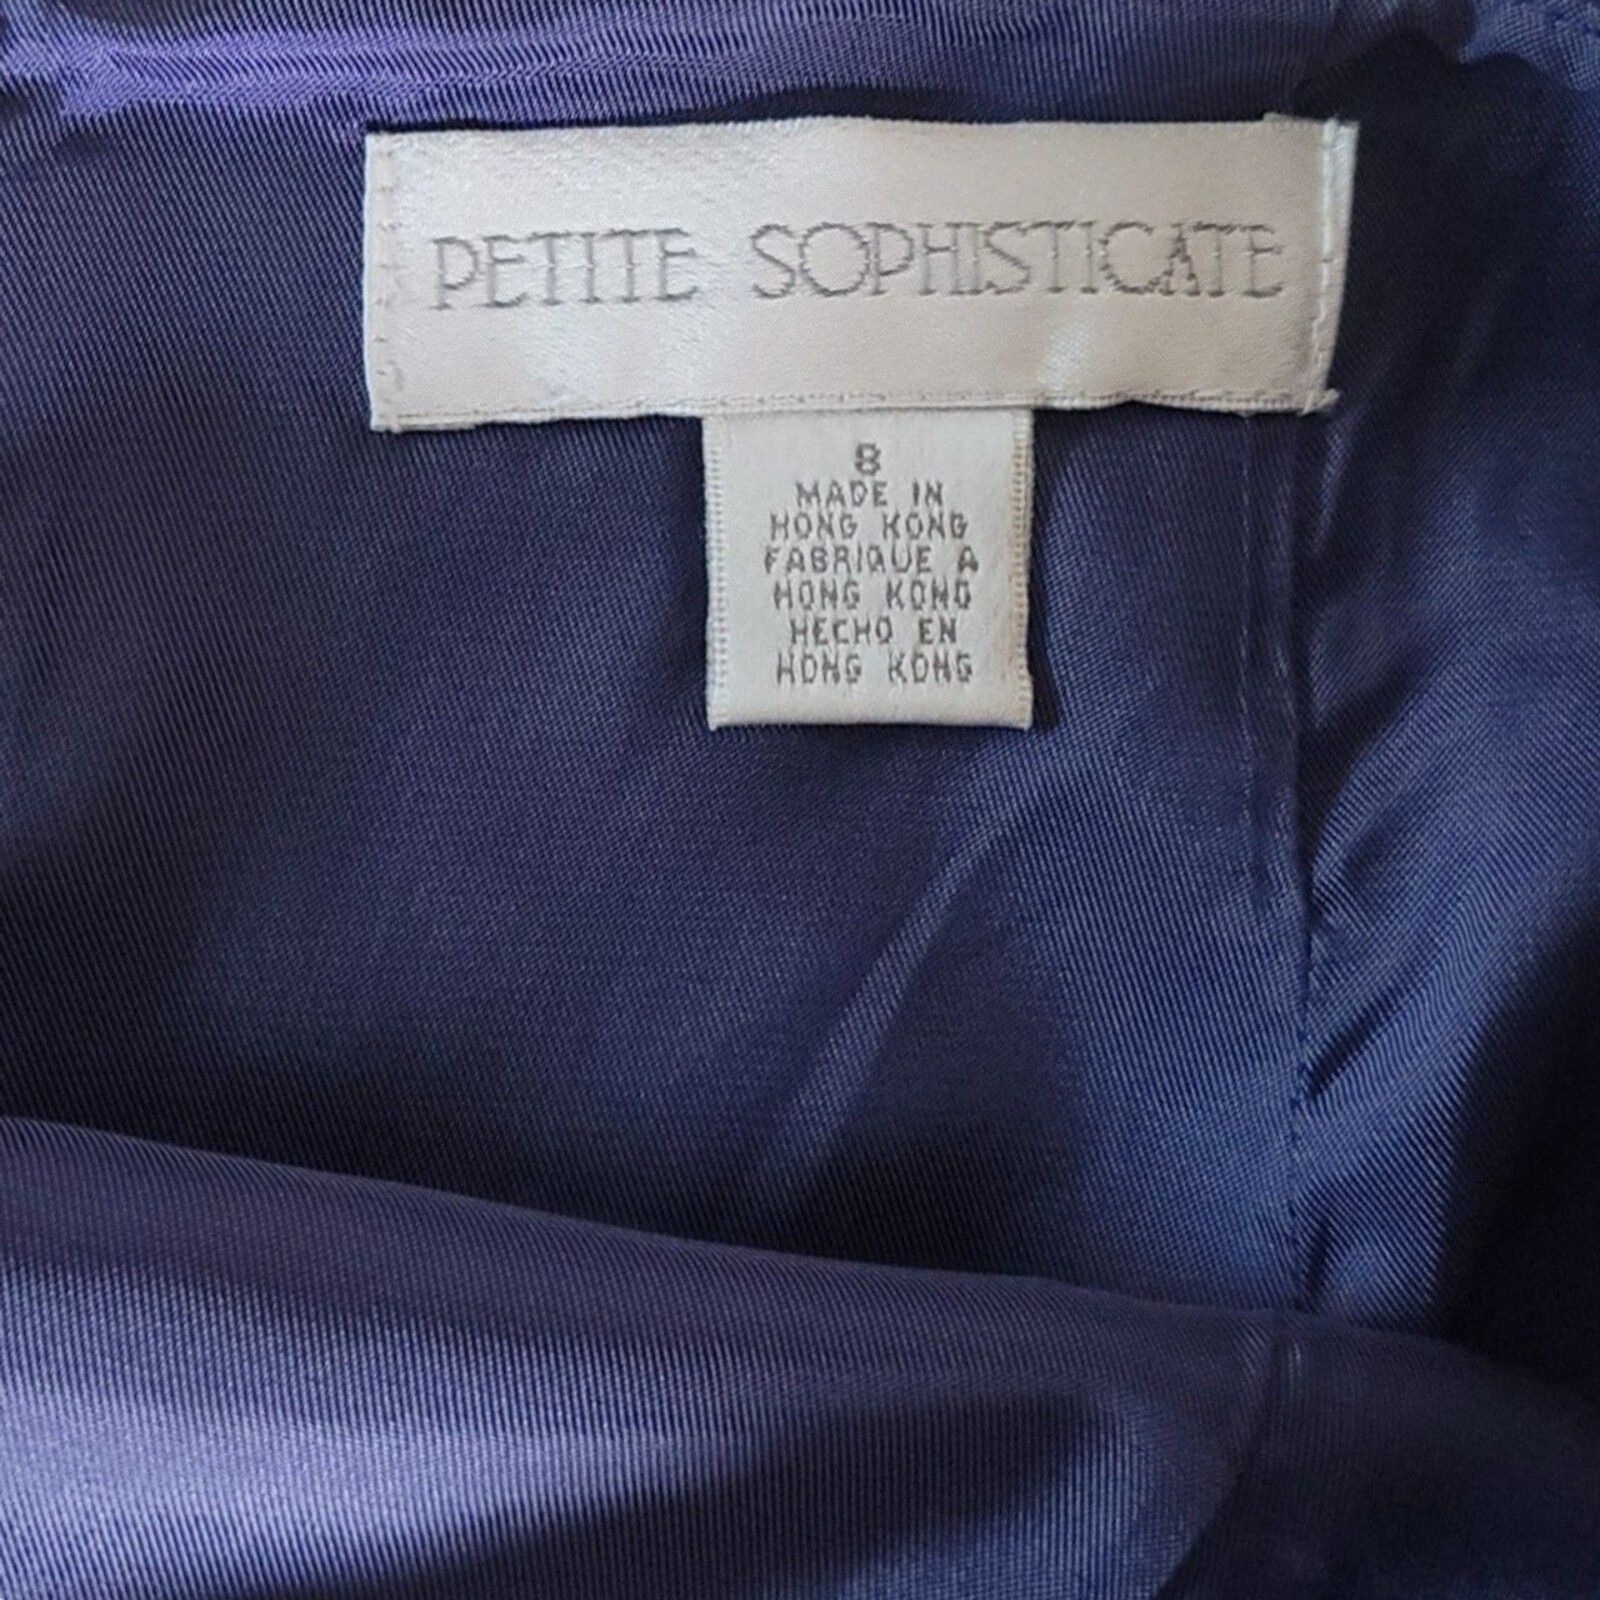 PETITE SOPHISTICATE
8
MADE IN
HONG KONG
FABRIQUE A
HONG KONG
HECHO EN
HONG KONG